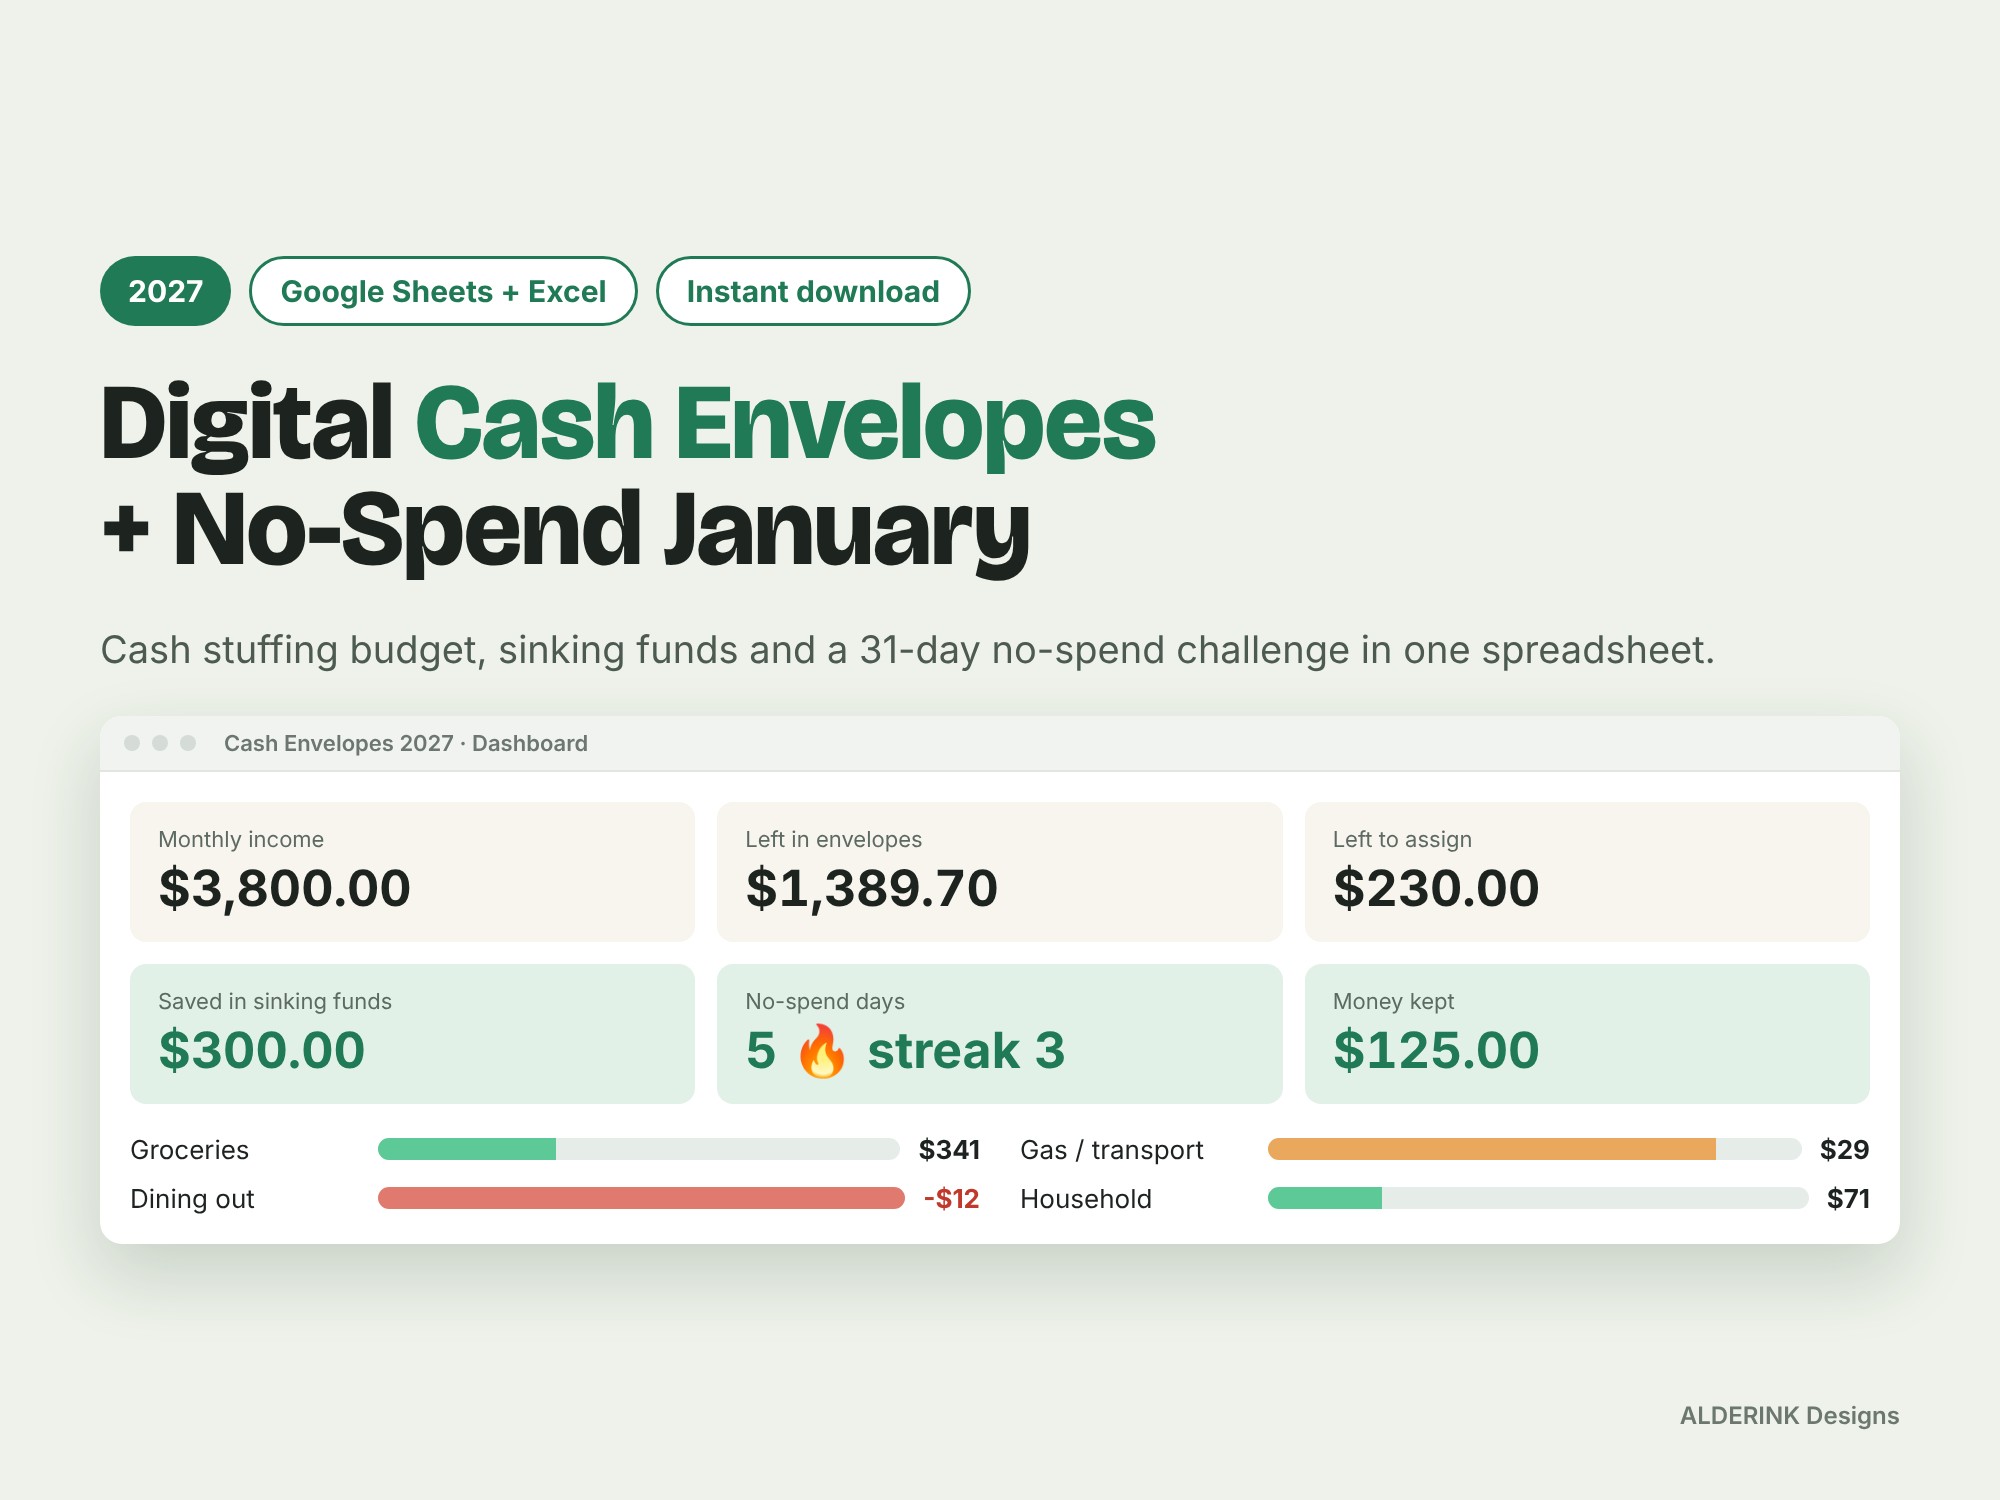 2027 Google Sheets + Excel Instant download
Digital Cash Envelopes
+ No-Spend January
Cash stuffing budget, sinking funds and a 31-day no-spend challenge in one spreadsheet.
Cash Envelopes 2027 · Dashboard
Monthly income
$3,800.00
Left in envelopes
$1,389.70
Left to assign
$230.00
Saved in sinking funds
$300.00
No-spend days
5 🔥 streak 3
Money kept
$125.00
Groceries $341
Gas / transport $29
Dining out -$12
Household $71
ALDERINK Designs